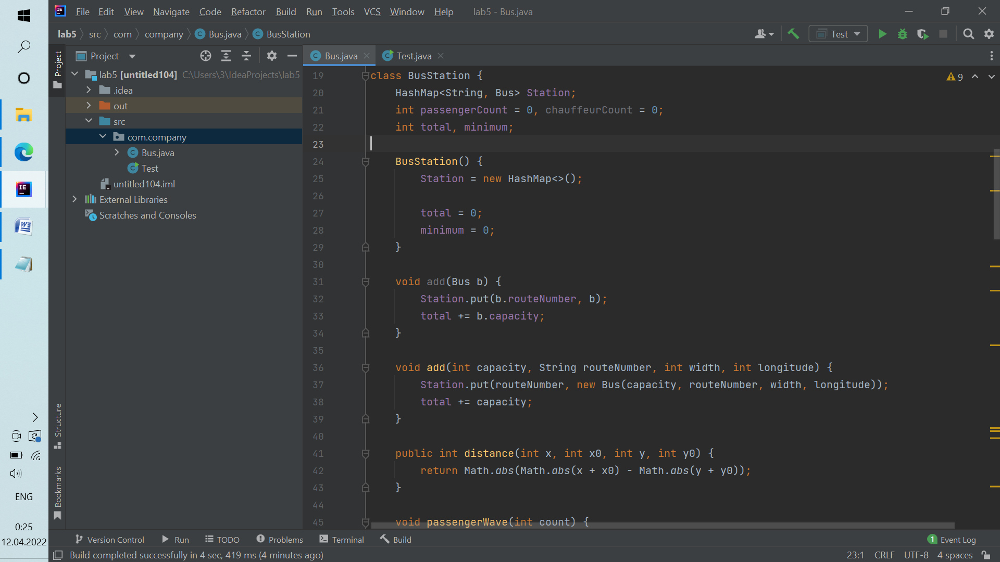 File Edit View Navigate Code Refactor Build Run Tools VCS Window Help lab5 - Bus.java
lab5 src com company Bus.java BusStation
Test
Project
Project
Bus.java
Test.java
lab5 [untitled104] C:\Users\3\IdeaProjects\lab5
.idea
out
src
com.company
Bus.java
Test
untitled104.iml
External Libraries
Scratches and Consoles
9
19 class BusStation {
20 HashMap<String, Bus> Station;
21 int passengerCount = 0, chauffeurCount = 0;
22 int total, minimum;
23
24 BusStation() {
25 Station = new HashMap<>();
26
27 total = 0;
28 minimum = 0;
29 }
30
31 void add(Bus b) {
32 Station.put(b.routeNumber, b);
33 total += b.capacity;
34 }
35
36 void add(int capacity, String routeNumber, int width, int longitude) {
37 Station.put(routeNumber, new Bus(capacity, routeNumber, width, longitude));
38 total += capacity;
39 }
40
41 public int distance(int x, int x0, int y, int y0) {
42 return Math.abs(Math.abs(x + x0) - Math.abs(y + y0));
43 }
44
45 void passengerWave(int count) {
Structure
Bookmarks
Version Control Run TODO Problems Terminal Build
1 Event Log
Build completed successfully in 4 sec, 419 ms (4 minutes ago)
23:1 CRLF UTF-8 4 spaces
ENG
0:25
12.04.2022